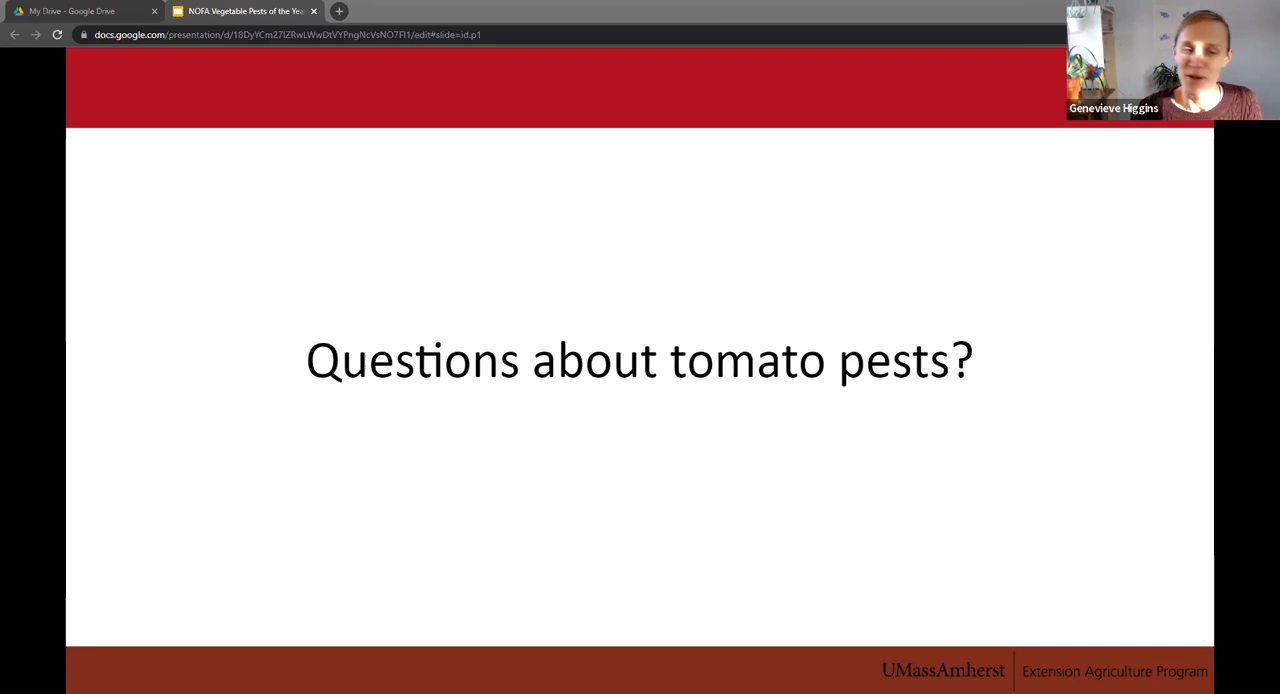 My Drive - Google Drive
NOFA Vegetable Pests of the Yea
docs.google.com/presentation/d/18DyYCm27IZRwLWwDtVYPngNcVsNO7FI1/edit#slide=id.p1
Genevieve Higgins
Questions about tomato pests?
UMassAmherst
Extension Agriculture Program